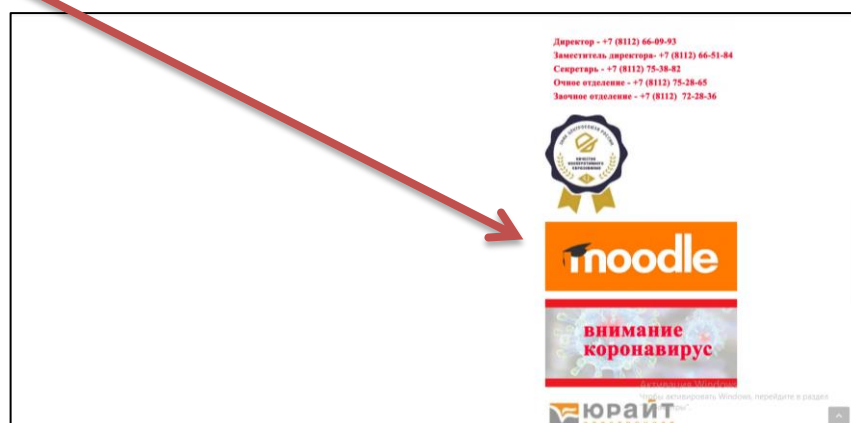 Директор - +7 (8112) 66-09-93
Заместитель директора- +7 (8112) 66-51-84
Секретарь - +7 (8112) 75-38-82
Очное отделение - +7 (8112) 75-28-65
Заочное отделение - +7 (8112) 72-28-36
moodle
внимание
коронавирус
Активация Windows
Чтобы активировать Windows, перейдите в раздел
юрайт